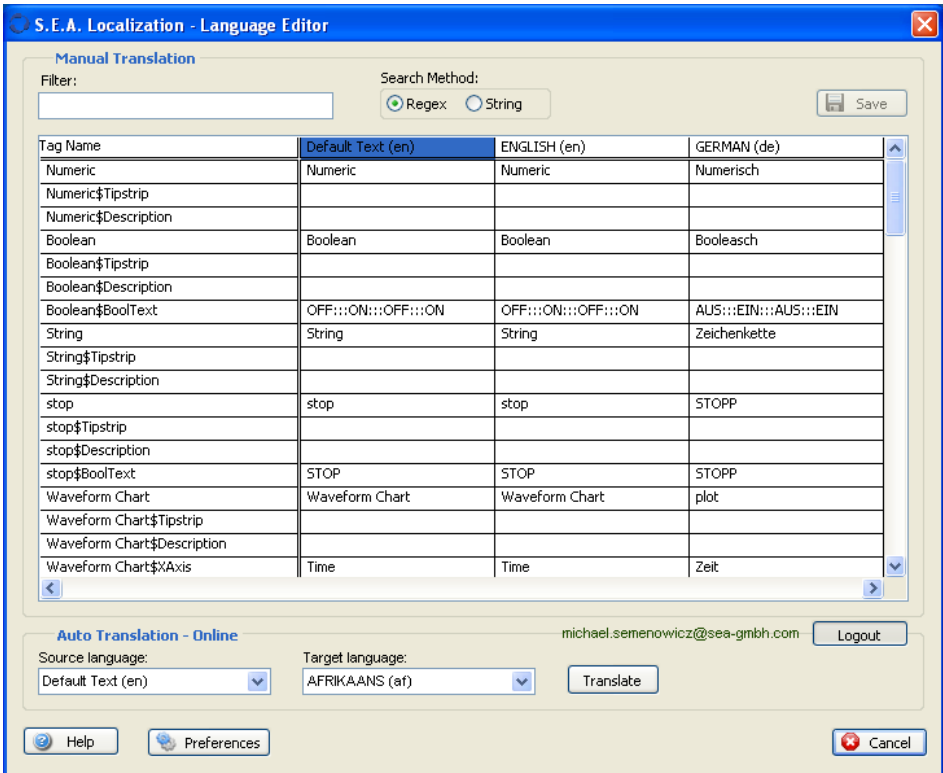 S.E.A. Localization - Language Editor
Manual Translation
Filter:
Search Method:
Regex String
Save
Tag Name Default Text (en) ENGLISH (en) GERMAN (de)
Numeric Numeric Numeric Numerisch
Numeric$Tipstrip
Numeric$Description
Boolean Boolean Boolean Booleasch
Boolean$Tipstrip
Boolean$Description
Boolean$BoolText OFF:::ON:::OFF:::ON OFF:::ON:::OFF:::ON AUS:::EIN:::AUS:::EIN
String String String Zeichenkette
String$Tipstrip
String$Description
stop stop stop STOPP
stop$Tipstrip
stop$Description
stop$BoolText STOP STOP STOPP
Waveform Chart Waveform Chart Waveform Chart plot
Waveform Chart$Tipstrip
Waveform Chart$Description
Waveform Chart$XAxis Time Time Zeit
Auto Translation - Online
michael.semenowicz@sea-gmbh.com Logout
Source language: Target language:
Default Text (en) AFRIKAANS (af) Translate
Help Preferences Cancel